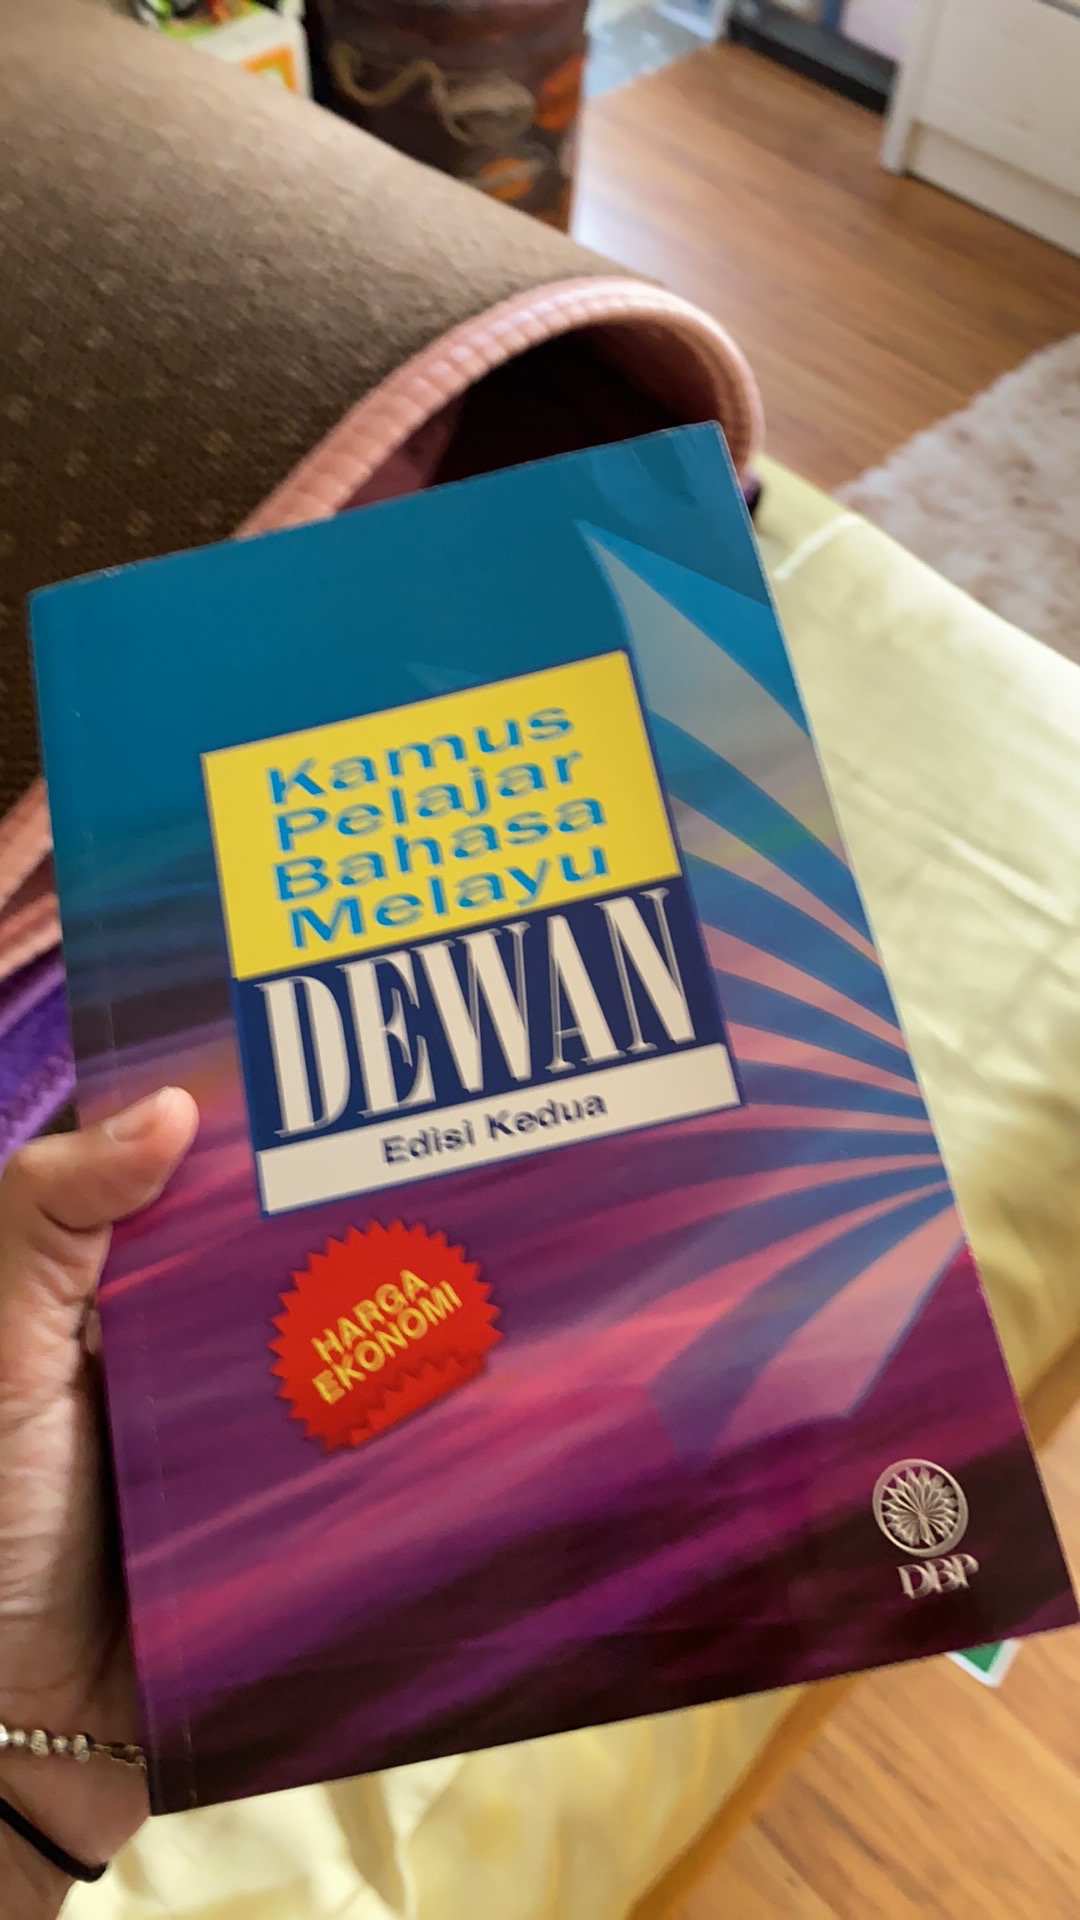 Kamus
Pelajar
Bahasa
Melayu
DEWAN
Edisi Kedua
HARGA
EKONOMI
DBP